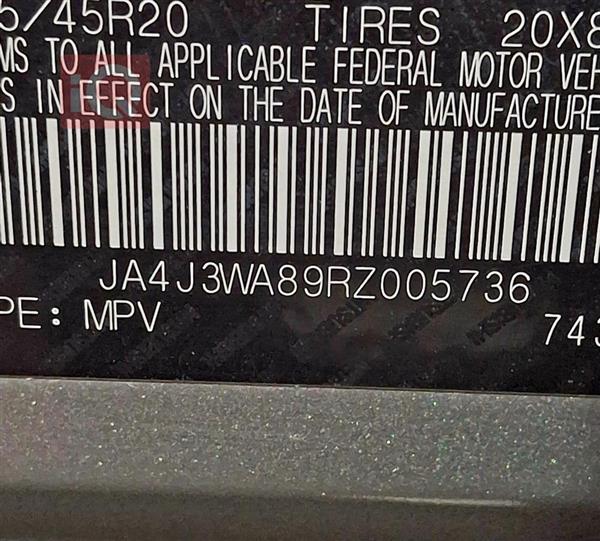 5/45R20 TIRES 20X8
MS TO ALL APPLICABLE FEDERAL MOTOR VEH
S IN EFFECT ON THE DATE OF MANUFACTURE
JA4J3WA89RZ005736
PE: MPV 743